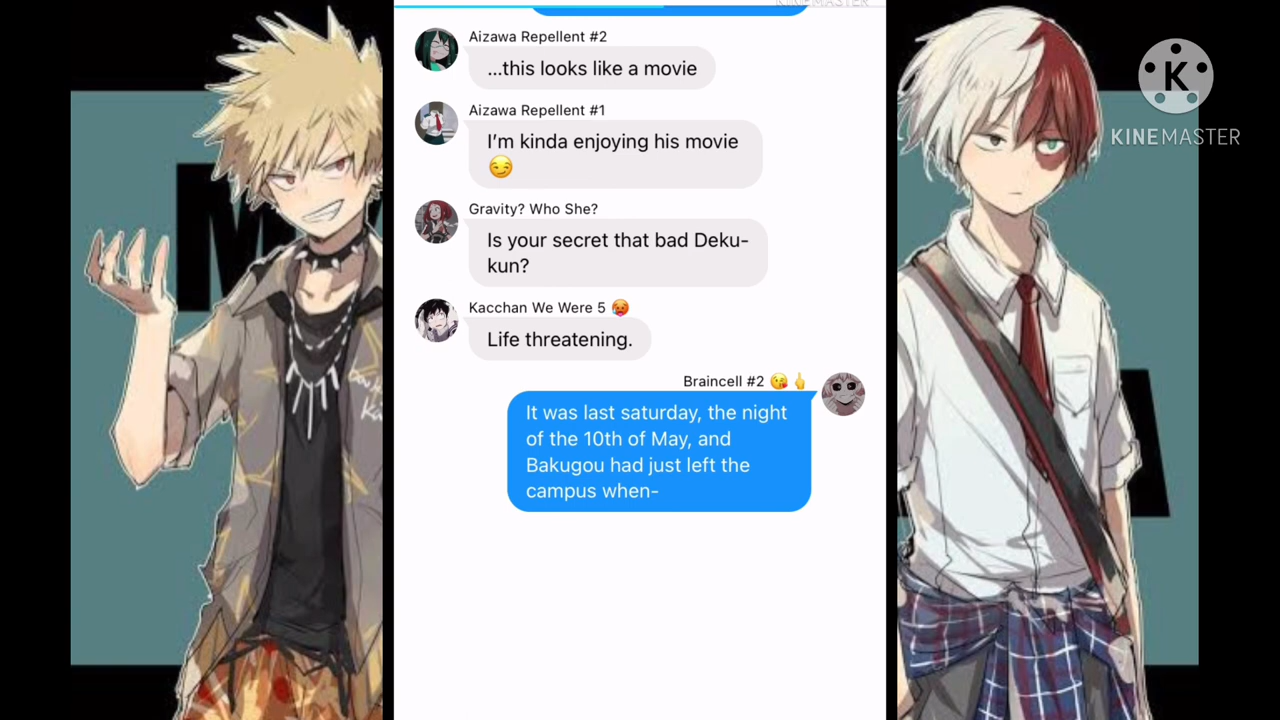 KINEMASTER
Aizawa Repellent #2
...this looks like a movie
Aizawa Repellent #1
I'm kinda enjoying his movie
😏
Gravity? Who She?
Is your secret that bad Deku-
kun?
Kacchan We Were 5 🥵
Life threatening.
Braincell #2 😘🖕
It was last saturday, the night
of the 10th of May, and
Bakugou had just left the
campus when-
K
KINEMASTER
M